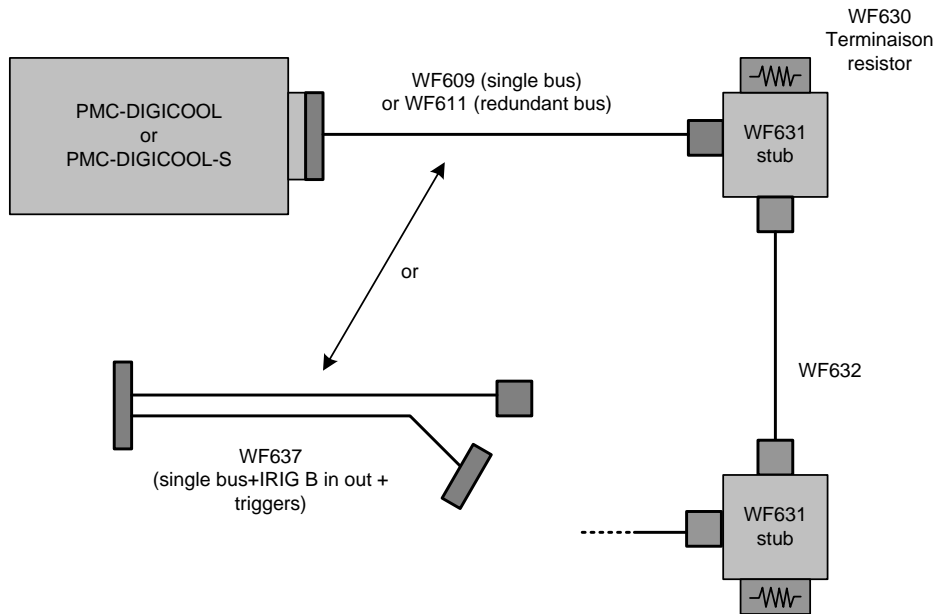 WF630
Terminaison
resistor
WF609 (single bus)
or WF611 (redundant bus)
PMC-DIGICOOL
or
PMC-DIGICOOL-S
WF631
stub
or
WF632
WF637
(single bus+IRIG B in out +
triggers)
WF631
stub